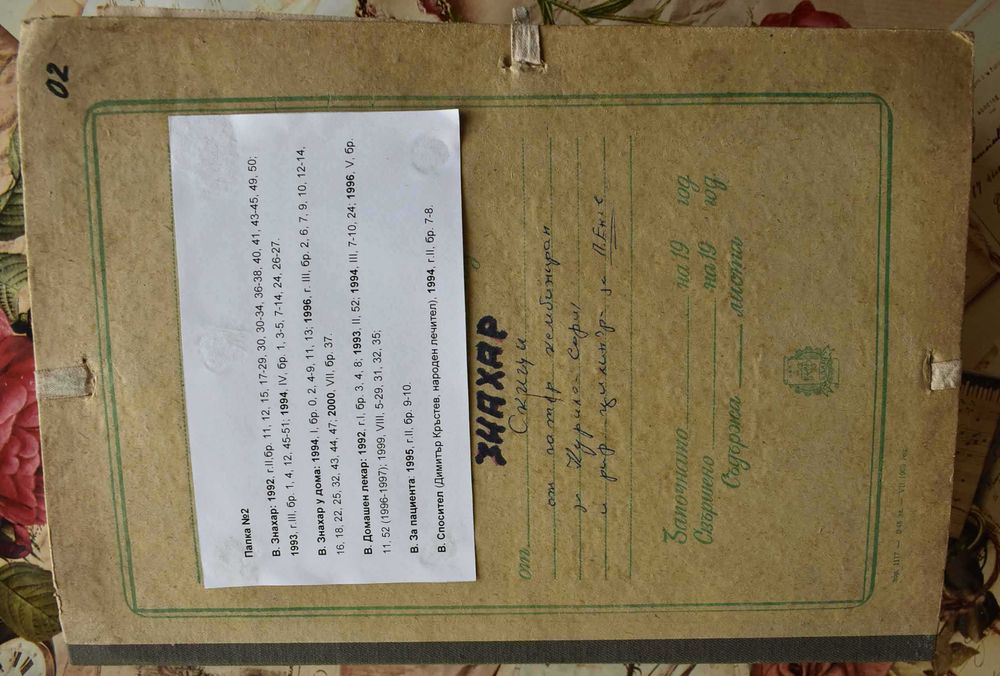 02
Папка №2
В. Знахар: 1992, г.II,бр. 11, 12, 15, 17-29, 30, 30-34, 36-38, 40, 41, 43-45, 49, 50;
1993, г.III, бр. 1, 4, 12, 45-51; 1994, IV, бр. 1, 3-5, 7-14, 24, 26-27.
В. Знахар у дома: 1994, I, бр. 0, 2, 4-9, 11, 13; 1996, г. III, бр. 2, 6, 7, 9, 10, 12-14,
16, 18, 22, 25, 32, 43, 44, 47; 2000, VII, бр. 37.
В. Домашен лекар: 1992, г.I, бр. 3, 4, 8; 1993, II, 52; 1994, III, 7-10, 24; 1996, V, бр.
11, 52 (1996-1997); 1999, VIII, 5-29, 31, 32, 35;
В. За пациента: 1995, г.II, бр. 9-10.
В. Спосител (Димитър Кръстев, народен лечител), 1994, г.II, бр. 7-8.
ЗНАХАР
от Скици
от патр комбиниран
и
Започнато на 19 год
Свършено на 19 год.
Съдържа листа